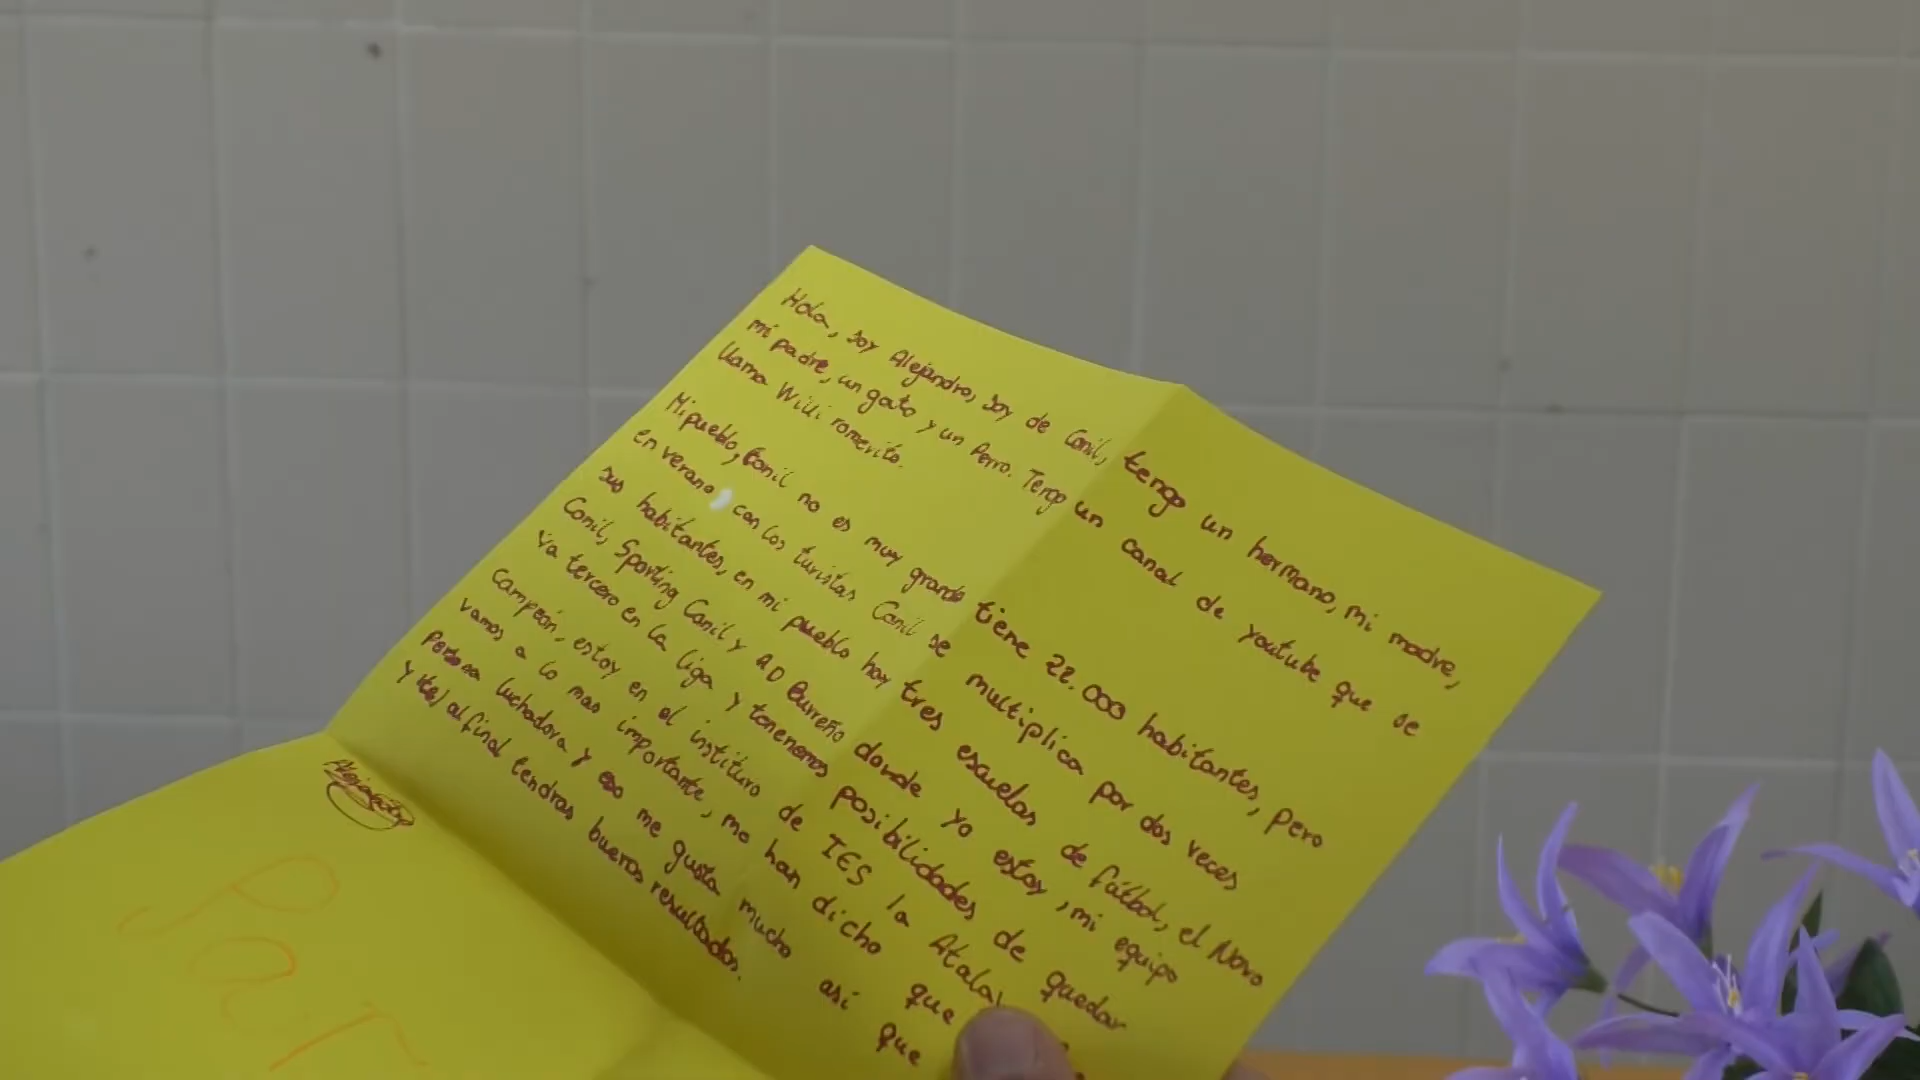 Hola, soy Alejandro, soy de Conil, tengo un hermano, mi madre,
mi padre, un gato y un Perro. Tengo un canal de youtube que se
llama Willi romerito.
Mi pueblo, Conil no es muy grande tiene 22.000 habitantes, pero
en verano con los turistas Conil se multiplica por dos veces
sus habitantes, en mi pueblo hay tres escuelas de fútbol, el Novo
Conil, Sporting Conil y AD Burreño donde yo estoy, mi equipo
Va tercero en la liga y tenemos posibilidades de quedar
Campeón, estoy en el instituto de IES la
vamos a lo mas importante, me han dicho que
Persona luchadora y eso me gusta mucho así que
y al final tendras buenos resultados.
Alejandro